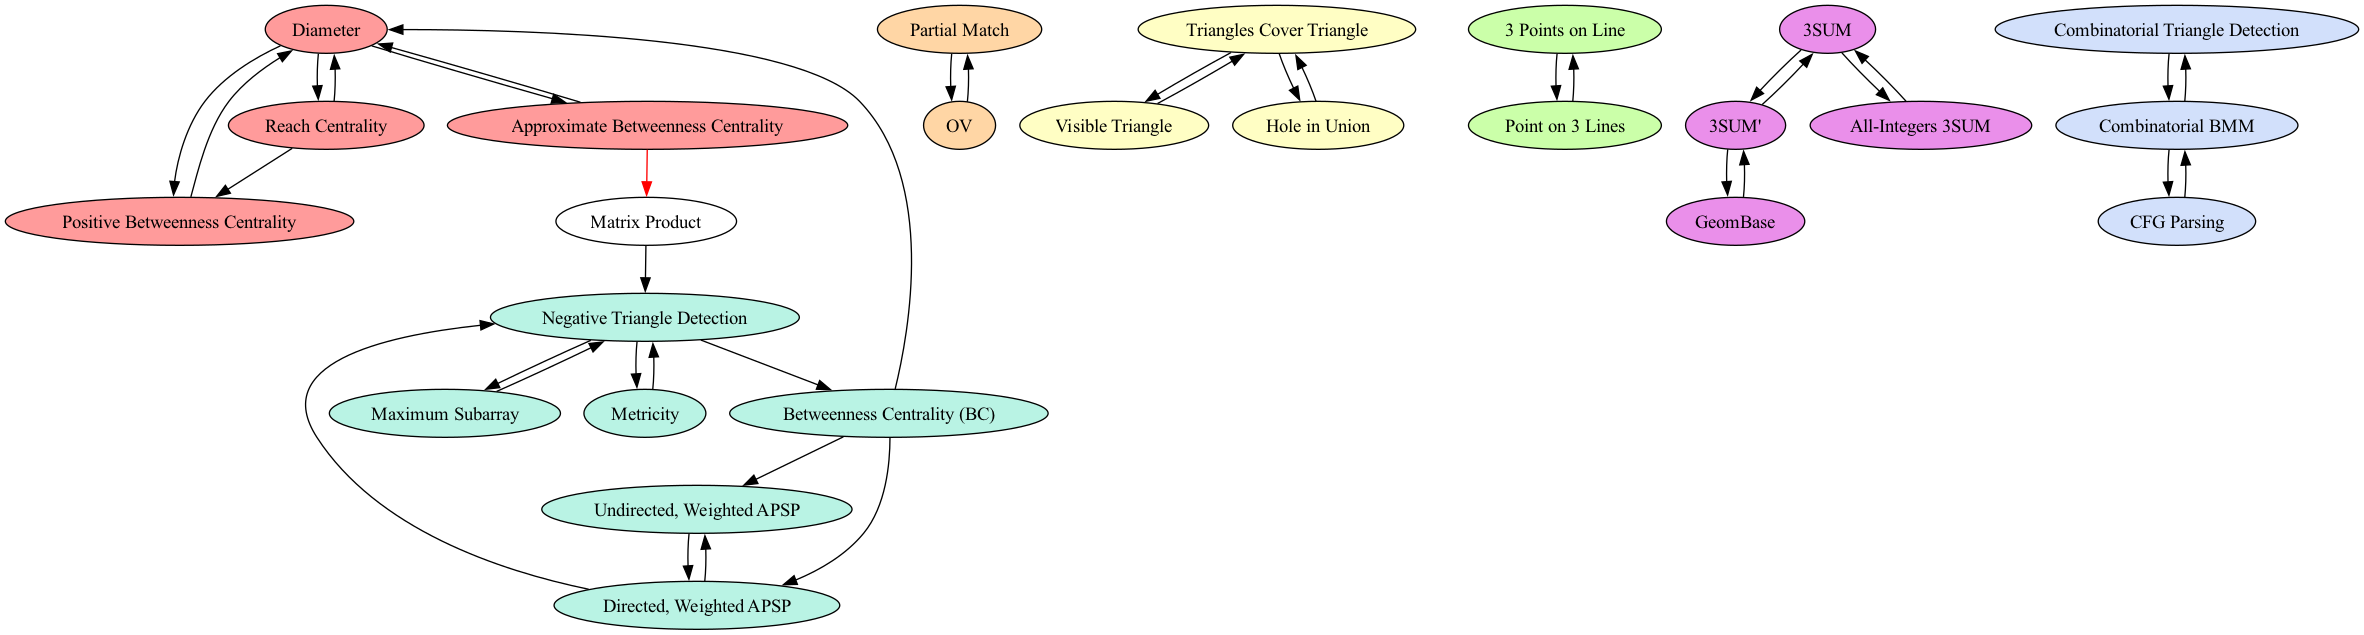 Diameter
Partial Match
Triangles Cover Triangle
3 Points on Line
3SUM
Combinatorial Triangle Detection
Reach Centrality
Approximate Betweenness Centrality
OV
Visible Triangle
Hole in Union
Point on 3 Lines
3SUM'
All-Integers 3SUM
Combinatorial BMM
Positive Betweenness Centrality
Matrix Product
GeomBase
CFG Parsing
Negative Triangle Detection
Maximum Subarray
Metricity
Betweenness Centrality (BC)
Undirected, Weighted APSP
Directed, Weighted APSP